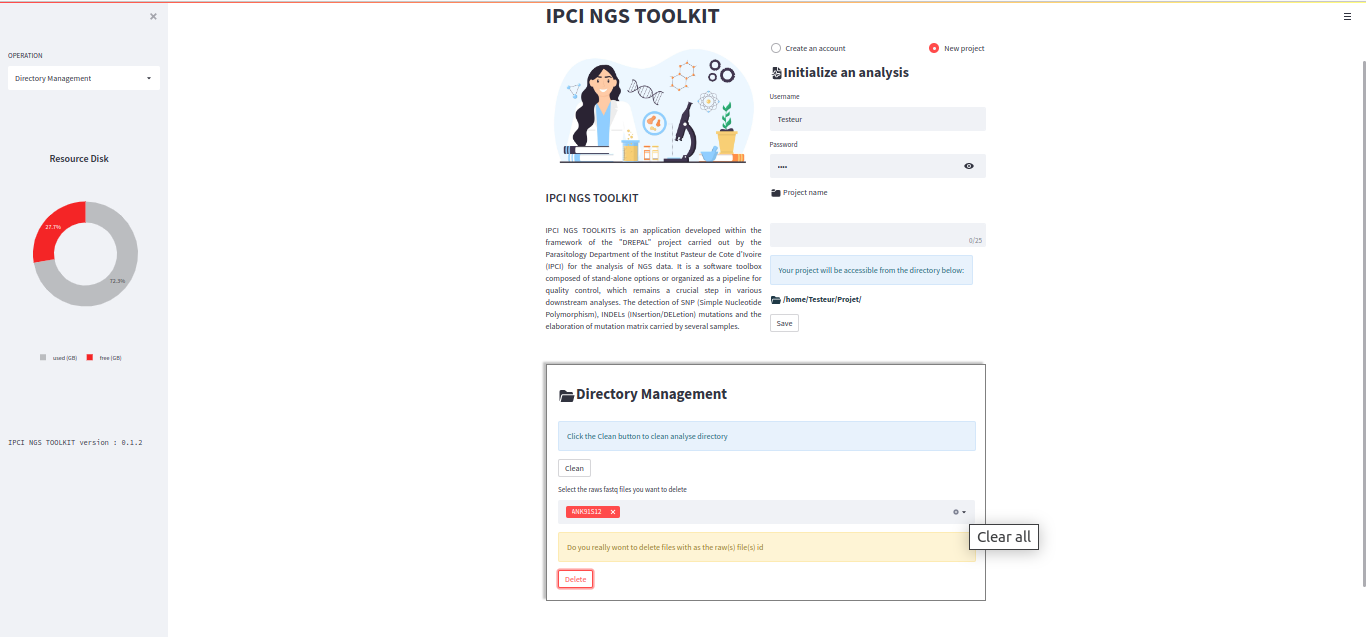 ×
OPERATION
Directory Management
Resource Disk
27.7%
72.3%
used (GB)
free (GB)
IPCI NGS TOOLKIT version : 0.1.2
IPCI NGS TOOLKIT
IPCI NGS TOOLKIT
IPCI NGS TOOLKITS is an application developed within the
framework of the "DREPAL" project carried out by the
Parasitology Department of the Institut Pasteur de Cote d'Ivoire
(IPCI) for the analysis of NGS data. It is a software toolbox
composed of stand-alone options or organized as a pipeline for
quality control, which remains a crucial step in various
downstream analyses. The detection of SNP (Simple Nucleotide
Polymorphism), INDELs (INsertion/DELetion) mutations and the
elaboration of mutation matrix carried by several samples.
Create an account
New project
Initialize an analysis
Username
Testeur
Password
••••
Project name
0/25
Your project will be accessible from the directory below:
/home/Testeur/Projet/
Save
Directory Management
Click the Clean button to clean analyse directory
Clean
Select the raws fastq files you want to delete
ANK91S12 ×
Clear all
Do you really wont to delete files with as the raw(s) file(s) id
Delete